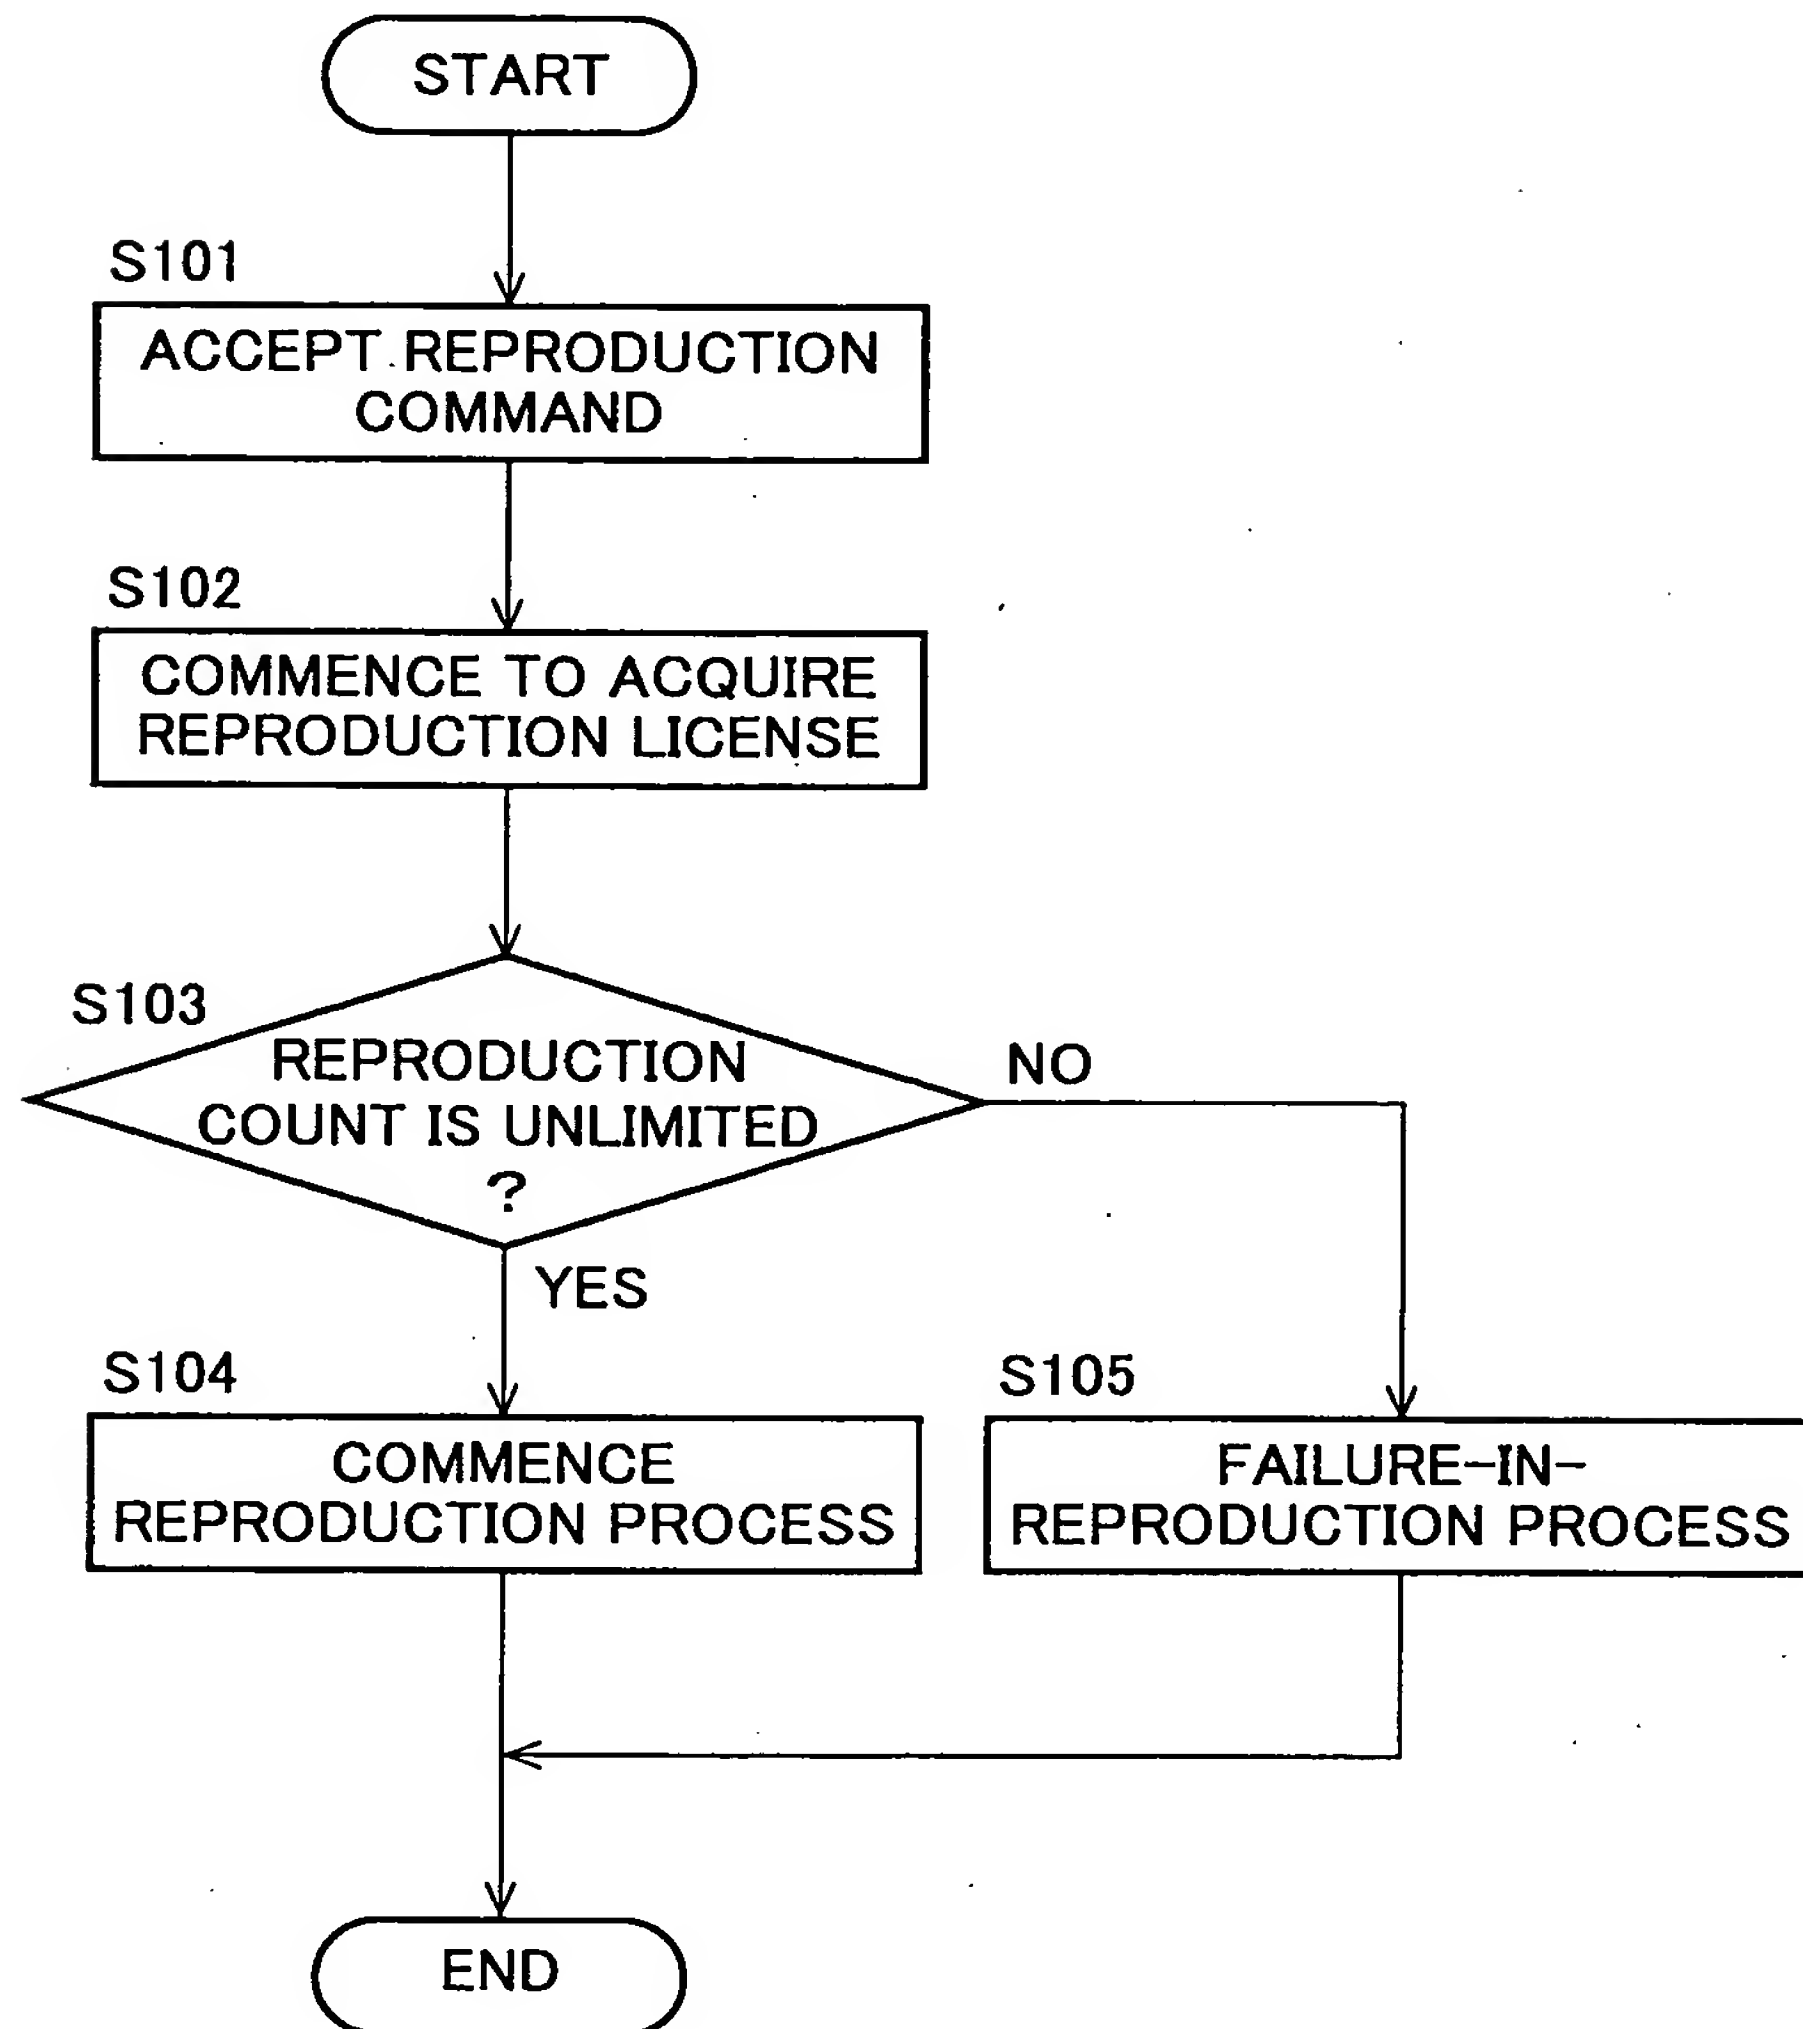 START
S101
ACCEPT REPRODUCTION
COMMAND
S102
COMMENCE TO ACQUIRE
REPRODUCTION LICENSE
S103
REPRODUCTION
COUNT IS UNLIMITED
?
NO
YES
S104
COMMENCE
REPRODUCTION PROCESS
S105
FAILURE-IN-
REPRODUCTION PROCESS
END